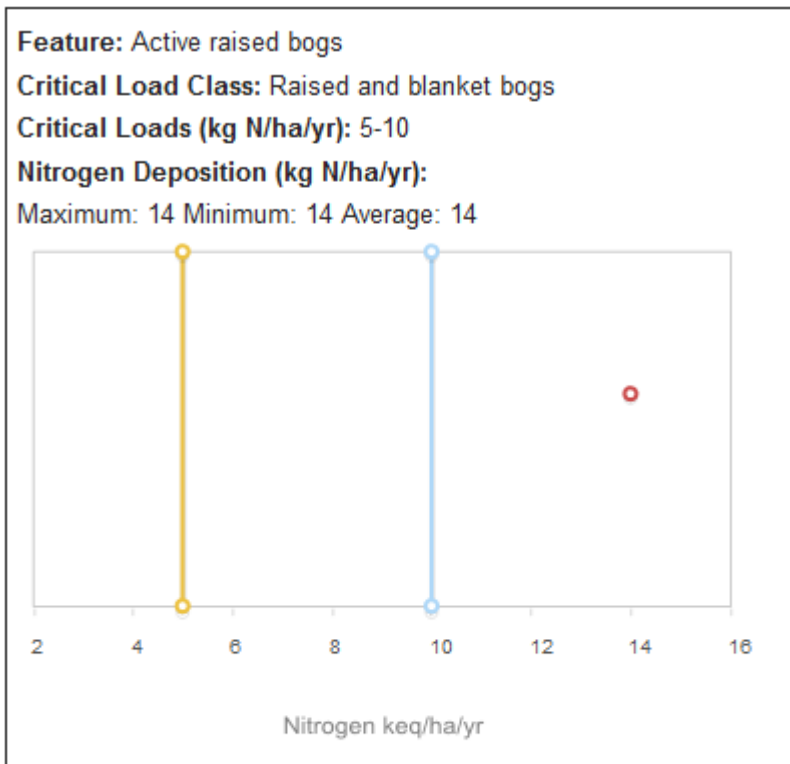 Feature: Active raised bogs
Critical Load Class: Raised and blanket bogs
Critical Loads (kg N/ha/yr): 5-10
Nitrogen Deposition (kg N/ha/yr):
Maximum: 14 Minimum: 14 Average: 14
2 4 6 8 10 12 14 16
Nitrogen keq/ha/yr